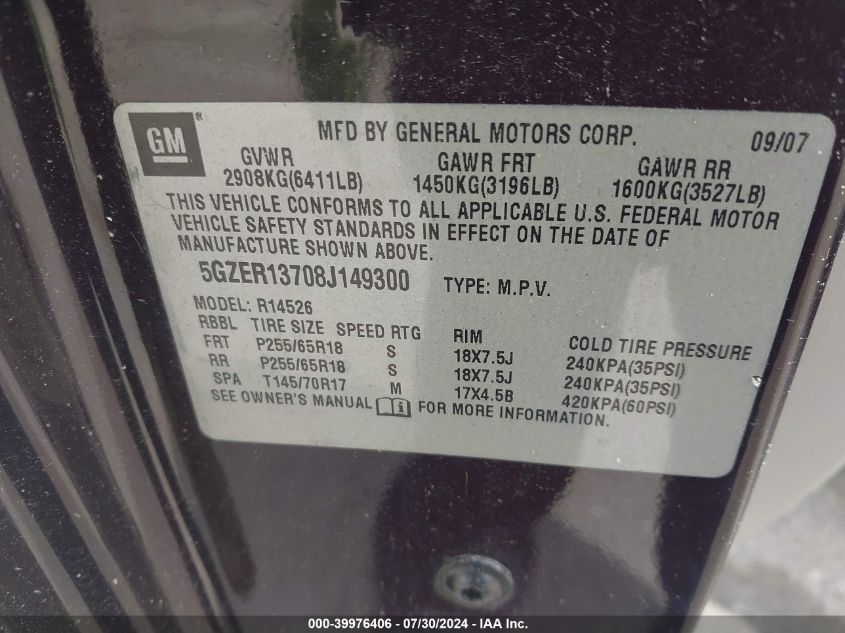 GM ®
MFD BY GENERAL MOTORS CORP. 09/07
GVWR GAWR FRT GAWR RR
2908KG(6411LB) 1450KG(3196LB) 1600KG(3527LB)
THIS VEHICLE CONFORMS TO ALL APPLICABLE U.S. FEDERAL MOTOR
VEHICLE SAFETY STANDARDS IN EFFECT ON THE DATE OF
MANUFACTURE SHOWN ABOVE.
5GZER13708J149300 TYPE: M.P.V.
MODEL: R14526
RBBL TIRE SIZE SPEED RTG RIM COLD TIRE PRESSURE
FRT P255/65R18 S 18X7.5J 240KPA(35PSI)
RR P255/65R18 S 18X7.5J 240KPA(35PSI)
SPA T145/70R17 M 17X4.5B 420KPA(60PSI)
SEE OWNER'S MANUAL FOR MORE INFORMATION.
000-39976406 - 07/30/2024 - IAA Inc.